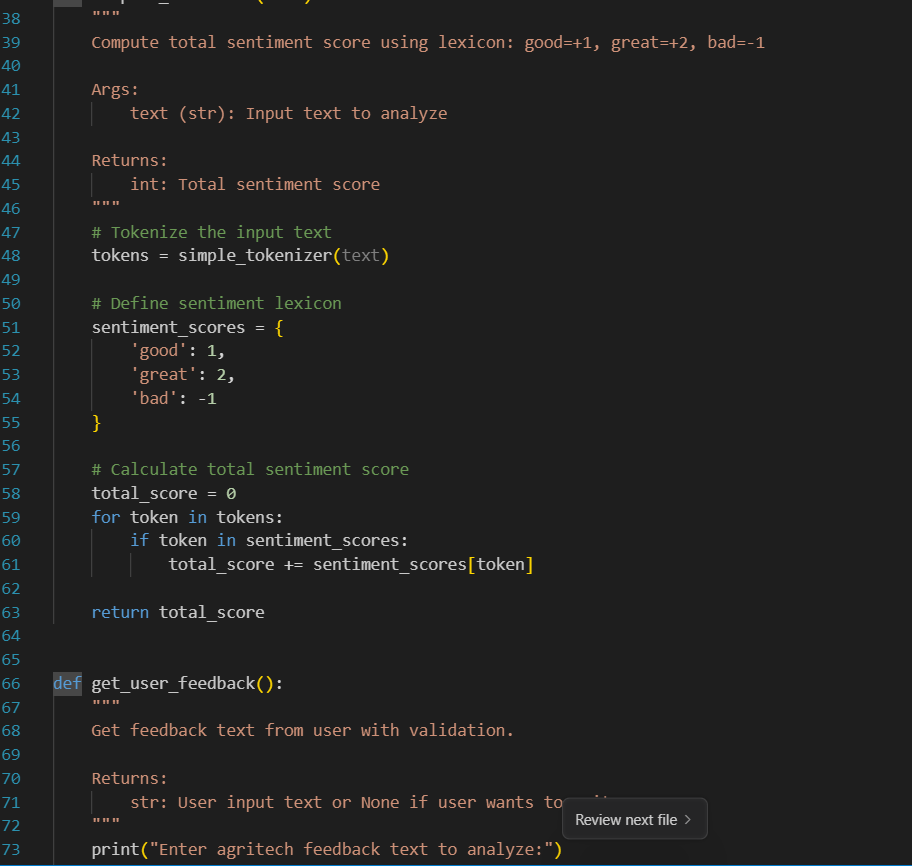 38 """
39 Compute total sentiment score using lexicon: good=+1, great=+2, bad=-1
40
41 Args:
42 text (str): Input text to analyze
43
44 Returns:
45 int: Total sentiment score
46 """
47 # Tokenize the input text
48 tokens = simple_tokenizer(text)
49
50 # Define sentiment lexicon
51 sentiment_scores = {
52 'good': 1,
53 'great': 2,
54 'bad': -1
55 }
56
57 # Calculate total sentiment score
58 total_score = 0
59 for token in tokens:
60 if token in sentiment_scores:
61 total_score += sentiment_scores[token]
62
63 return total_score
64
65
66 def get_user_feedback():
67 """
68 Get feedback text from user with validation.
69
70 Returns:
71 str: User input text or None if user wants to
72 """
Review next file >
73 print("Enter agritech feedback text to analyze:")